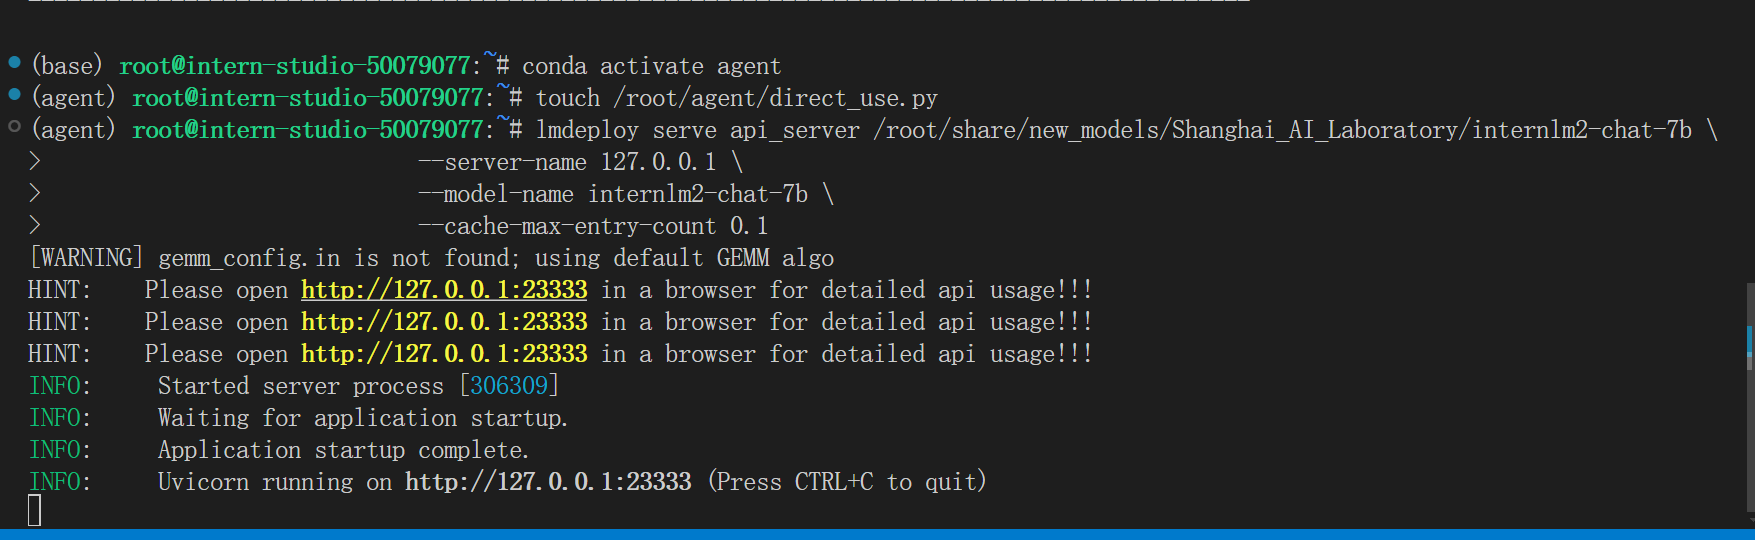 (base) root@intern-studio-50079077:~# conda activate agent
(agent) root@intern-studio-50079077:~# touch /root/agent/direct_use.py
(agent) root@intern-studio-50079077:~# lmdeploy serve api_server /root/share/new_models/Shanghai_AI_Laboratory/internlm2-chat-7b \
>                             --server-name 127.0.0.1 \
>                             --model-name internlm2-chat-7b \
>                             --cache-max-entry-count 0.1
[WARNING] gemm_config.in is not found; using default GEMM algo
HINT:    Please open http://127.0.0.1:23333 in a browser for detailed api usage!!!
HINT:    Please open http://127.0.0.1:23333 in a browser for detailed api usage!!!
HINT:    Please open http://127.0.0.1:23333 in a browser for detailed api usage!!!
INFO:     Started server process [306309]
INFO:     Waiting for application startup.
INFO:     Application startup complete.
INFO:     Uvicorn running on http://127.0.0.1:23333 (Press CTRL+C to quit)